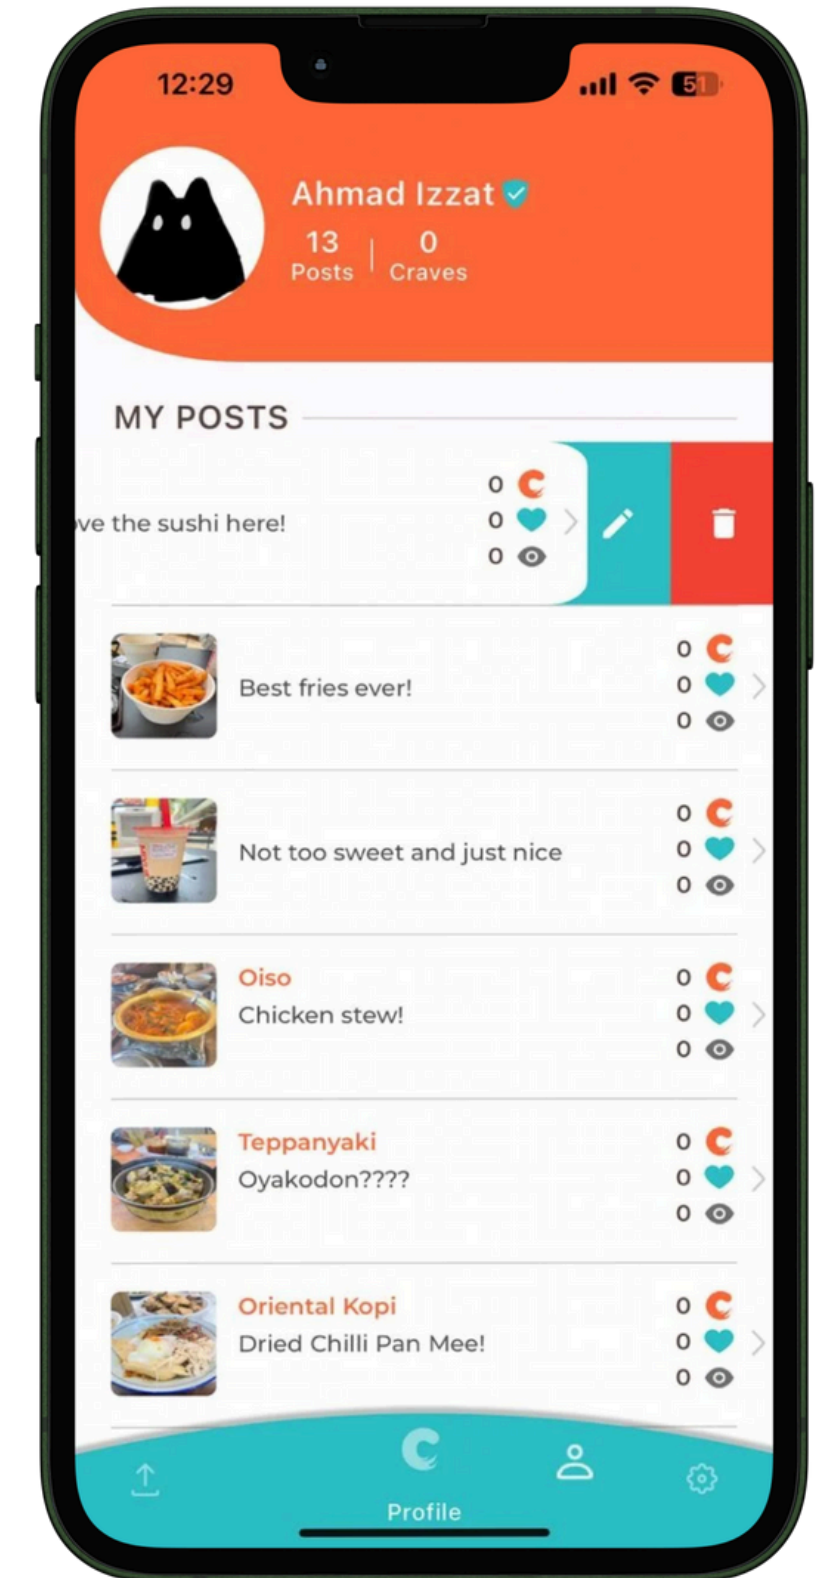 12:29
51
Ahmad Izzat
13
0
Posts
Craves
MY POSTS
0
ve the sushi here!
0
0
0
Best fries ever!
0
0
0
Not too sweet and just nice
0
0
Oiso
0
Chicken stew!
0
0
Teppanyaki
0
Oyakodon????
0
0
Oriental Kopi
0
Dried Chilli Pan Mee!
0
0
Profile